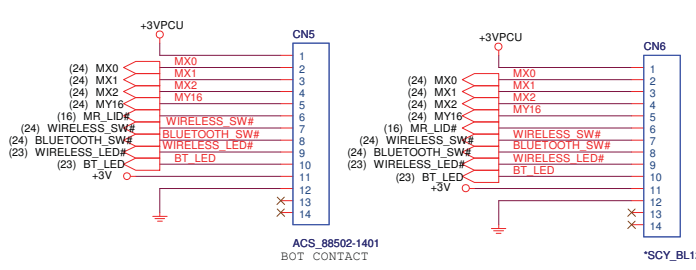 +3VPCU
CN5
(24) MX0 MX0 1
(24) MX1 MX1 2
(24) MX2 MX2 3
(24) MY16 MY16 4
(16) MR_LID# 5
(24) WIRELESS_SW# WIRELESS_SW# 6
(24) BLUETOOTH_SW# BLUETOOTH_SW# 7
(23) WIRELESS_LED# WIRELESS_LED# 8
(23) BT_LED BT_LED 9
10
+3V 11
12
13
14
ACS_88502-1401
BOT CONTACT
+3VPCU
CN6
(24) MX0 MX0 1
(24) MX1 MX1 2
(24) MX2 MX2 3
(24) MY16 MY16 4
(16) MR_LID# 5
(24) WIRELESS_SW# WIRELESS_SW# 6
(24) BLUETOOTH_SW# BLUETOOTH_SW# 7
(23) WIRELESS_LED# WIRELESS_LED# 8
(23) BT_LED BT_LED 9
10
+3V 11
12
13
14